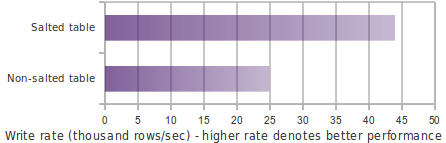 Salted table
Non-salted table
0 5 10 15 20 25 30 35 40 45 50
Write rate (thousand rows/sec) - higher rate denotes better performance